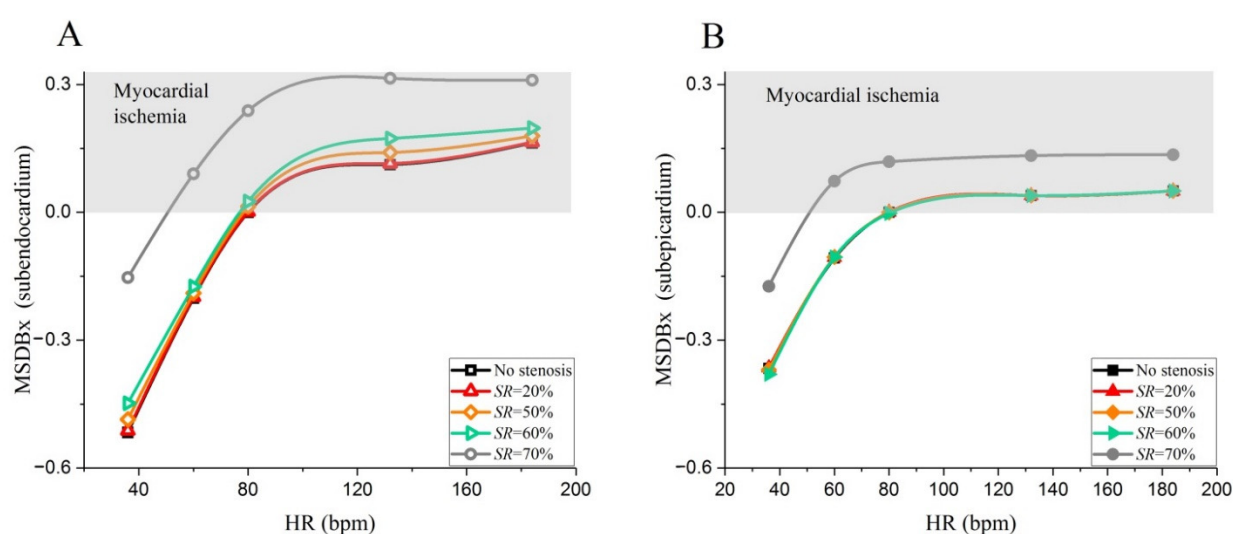 A
MSDBx (subendocardium)
0.3
0.0
−0.3
−0.6
Myocardial
ischemia
No stenosis
SR=20%
SR=50%
SR=60%
SR=70%
40 80 120 160 200
HR (bpm)
B
MSDBx (subepicardium)
0.3
0.0
−0.3
−0.6
Myocardial ischemia
No stenosis
SR=20%
SR=50%
SR=60%
SR=70%
20 40 60 80 100 120 140 160 180 200
HR (bpm)